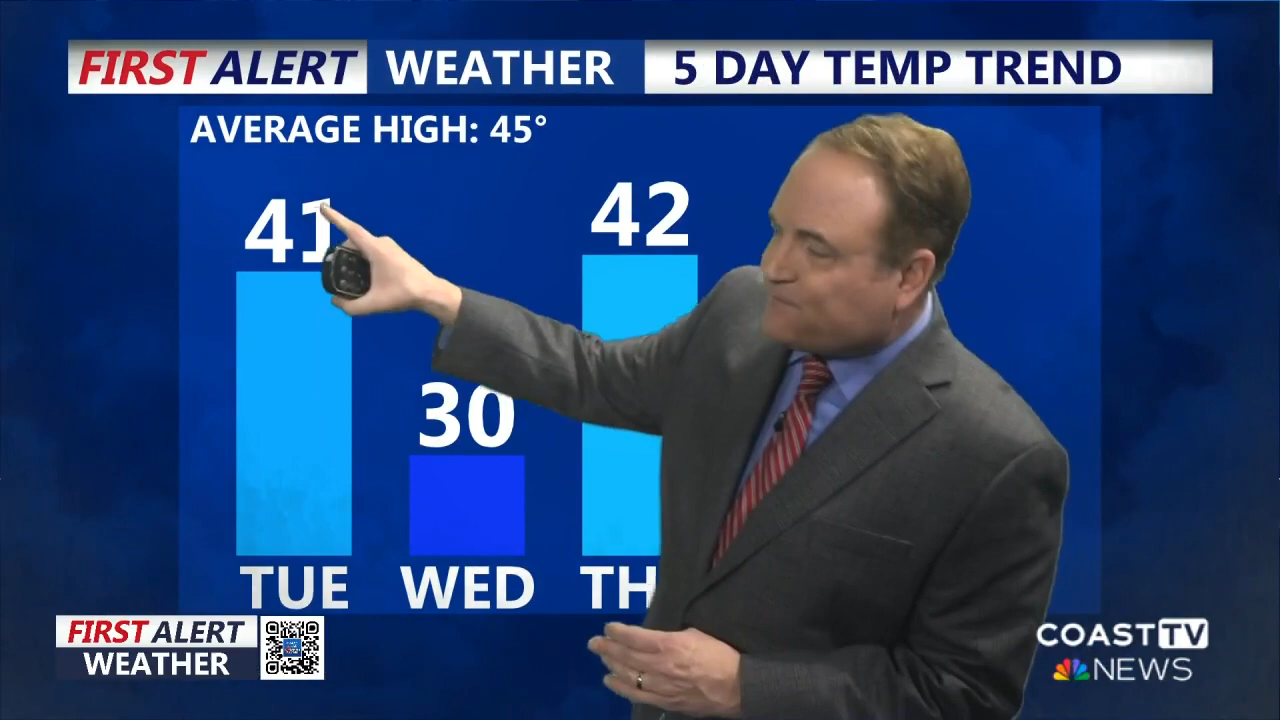 FIRST ALERT WEATHER 5 DAY TEMP TREND
AVERAGE HIGH: 45°
41 42
30
TUE WED TH
FIRST ALERT
WEATHER
COAST TV
NEWS